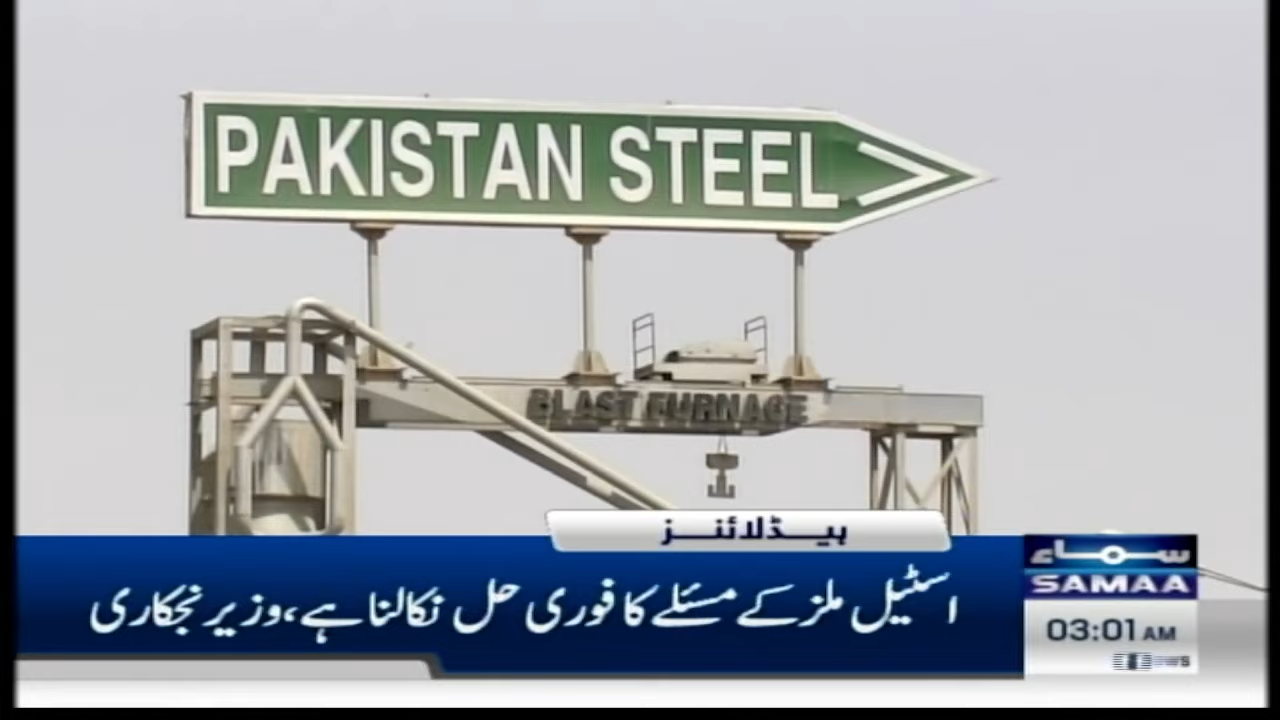 PAKISTAN STEEL
BLAST FURNACE
ہیڈلائنز
اسٹیل ملز کے مسئلے کا فوری حل نکالنا ہے، وزیر نجکاری
سماء
SAMAA
03:01 AM